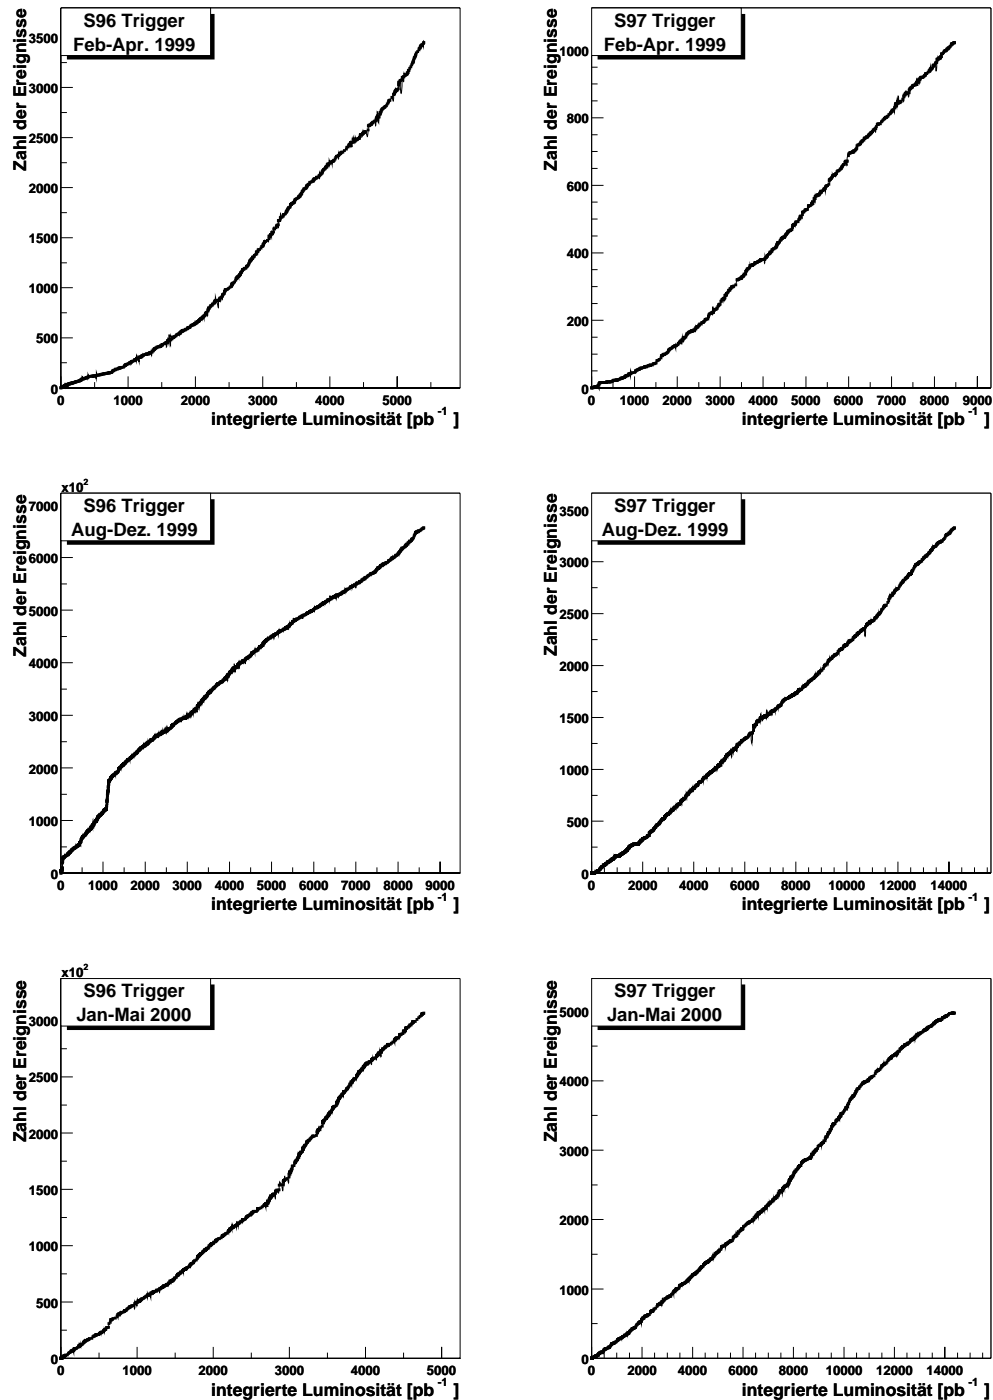 S96 Trigger
Feb-Apr. 1999
Zahl der Ereignisse
3500
3000
2500
2000
1500
1000
500
0
0 1000 2000 3000 4000 5000
integrierte Luminosität [pb⁻¹ ]
S97 Trigger
Feb-Apr. 1999
Zahl der Ereignisse
1000
800
600
400
200
0
0 1000 2000 3000 4000 5000 6000 7000 8000 9000
integrierte Luminosität [pb⁻¹ ]
x10²
S96 Trigger
Aug-Dez. 1999
Zahl der Ereignisse
7000
6000
5000
4000
3000
2000
1000
0
0 1000 2000 3000 4000 5000 6000 7000 8000 9000
integrierte Luminosität [pb⁻¹ ]
S97 Trigger
Aug-Dez. 1999
Zahl der Ereignisse
3500
3000
2500
2000
1500
1000
500
0
0 2000 4000 6000 8000 10000 12000 14000
integrierte Luminosität [pb⁻¹ ]
x10²
S96 Trigger
Jan-Mai 2000
Zahl der Ereignisse
3000
2500
2000
1500
1000
500
0
0 1000 2000 3000 4000 5000
integrierte Luminosität [pb⁻¹ ]
S97 Trigger
Jan-Mai 2000
Zahl der Ereignisse
5000
4000
3000
2000
1000
0
0 2000 4000 6000 8000 10000 12000 14000
integrierte Luminosität [pb⁻¹ ]